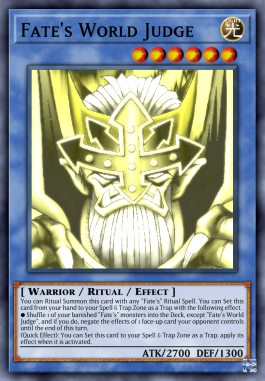 Fate's World Judge
[ Warrior / Ritual / Effect ]
You can Ritual Summon this card with any "Fate's" Ritual Spell. You can Set this
card from your hand to your Spell & Trap Zone as a Trap with the following effect.
● Shuffle 1 of your banished "Fate's" monsters into the Deck, except "Fate's World
Judge", and if you do, negate the effects of 1 face-up card your opponent controls
until the end of this turn.
(Quick Effect): You can Set this card to your Spell & Trap Zone as a Trap; apply its
effect when it is activated.
ATK/2700 DEF/1300